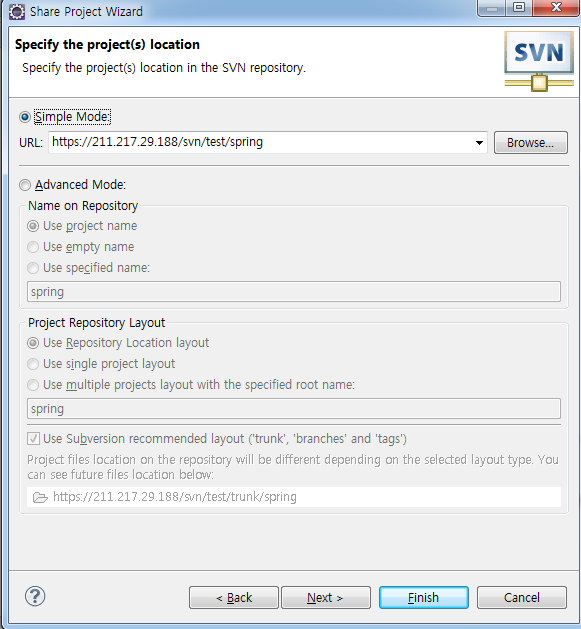 Share Project Wizard
Specify the project(s) location
Specify the project(s) location in the SVN repository.
SVN
Simple Mode:
URL: https://211.217.29.188/svn/test/spring
Browse...
Advanced Mode:
Name on Repository
Use project name
Use empty name
Use specified name:
spring
Project Repository Layout
Use Repository Location layout
Use single project layout
Use multiple projects layout with the specified root name:
spring
Use Subversion recommended layout ('trunk', 'branches' and 'tags')
Project files location on the repository will be different depending on the selected layout type. You
can see future files location below:
https://211.217.29.188/svn/test/trunk/spring
? < Back Next > Finish Cancel